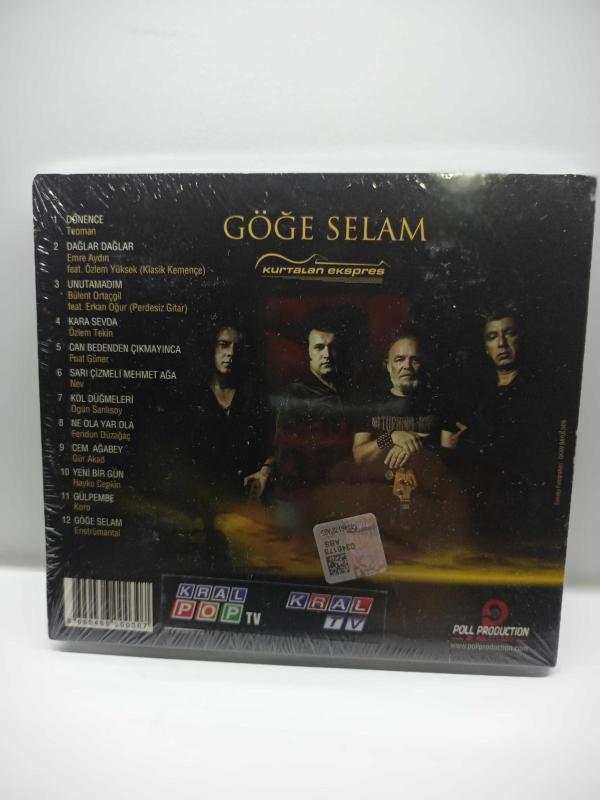 GÖĞE SELAM
kurtalan ekspres
1 DÖNENCE
Teoman
2 DAĞLAR DAĞLAR
Emre Aydın
feat. Özlem Yüksek (Klasik Kemençe)
3 UNUTAMADIM
Bülent Ortaçgil
feat. Erkan Oğur (Perdesiz Gitar)
4 KARA SEVDA
Özlem Tekin
5 CAN BEDENDEN ÇIKMAYINCA
Fuat Güner
6 SARI ÇİZMELİ MEHMET AĞA
Nev
7 KOL DÜĞMELERİ
Ogün Sanlısoy
8 NE OLA YAR OLA
Feridun Düzağaç
9 CEM AĞABEY
Gür Akad
10 YENİ BİR GÜN
Hayko Cepkin
11 GÜLPEMBE
Koro
12 GÖĞE SELAM
Enstrümantal
KRAL
POP TV
KRAL
TV
POLL PRODUCTION
www.pollproduction.com